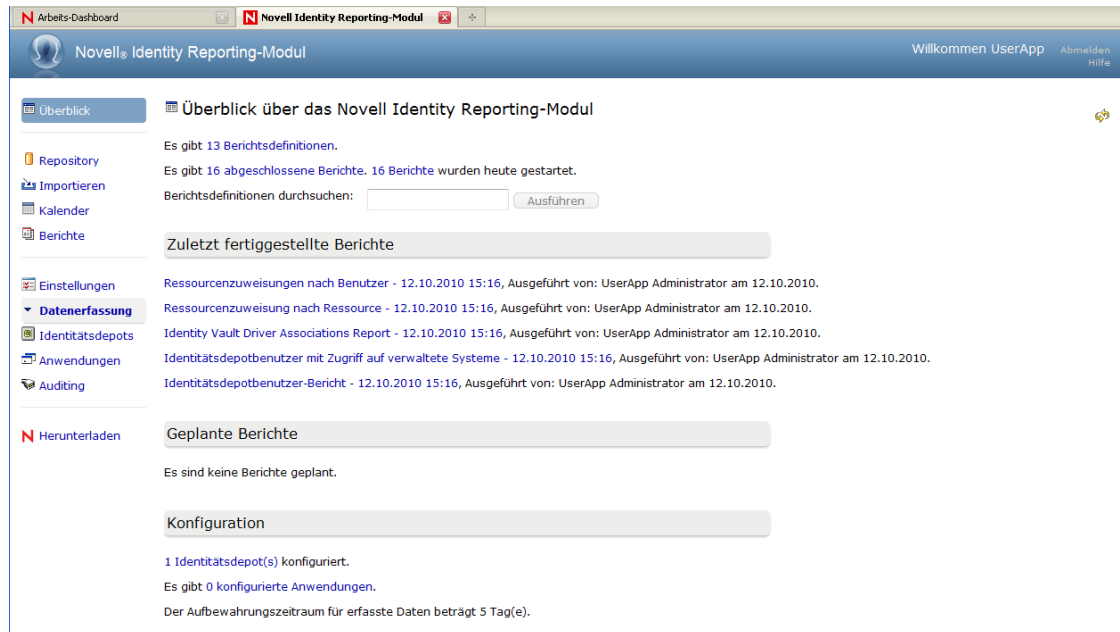 Arbeits-Dashboard
Novell Identity Reporting-Modul
Novell® Identity Reporting-Modul
Willkommen UserApp
Abmelden
Hilfe
Überblick
Repository
Importieren
Kalender
Berichte
Einstellungen
Datenerfassung
Identitätsdepots
Anwendungen
Auditing
Herunterladen
Überblick über das Novell Identity Reporting-Modul
Es gibt 13 Berichtsdefinitionen.
Es gibt 16 abgeschlossene Berichte. 16 Berichte wurden heute gestartet.
Berichtsdefinitionen durchsuchen: Ausführen
Zuletzt fertiggestellte Berichte
Ressourcenzuweisungen nach Benutzer - 12.10.2010 15:16, Ausgeführt von: UserApp Administrator am 12.10.2010.
Ressourcenzuweisung nach Ressource - 12.10.2010 15:16, Ausgeführt von: UserApp Administrator am 12.10.2010.
Identity Vault Driver Associations Report - 12.10.2010 15:16, Ausgeführt von: UserApp Administrator am 12.10.2010.
Identitätsdepotbenutzer mit Zugriff auf verwaltete Systeme - 12.10.2010 15:16, Ausgeführt von: UserApp Administrator am 12.10.2010.
Identitätsdepotbenutzer-Bericht - 12.10.2010 15:16, Ausgeführt von: UserApp Administrator am 12.10.2010.
Geplante Berichte
Es sind keine Berichte geplant.
Konfiguration
1 Identitätsdepot(s) konfiguriert.
Es gibt 0 konfigurierte Anwendungen.
Der Aufbewahrungszeitraum für erfasste Daten beträgt 5 Tag(e).